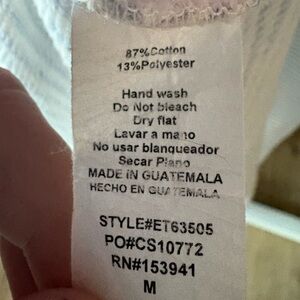 87%Cotton
13%Polyester
Hand wash
Do Not bleach
Dry flat
Lavar a mano
No usar blanqueador
Secar Plano
MADE IN GUATEMALA
HECHO EN GUATEMALA
STYLE#ET63505
PO#CS10772
RN#153941
M